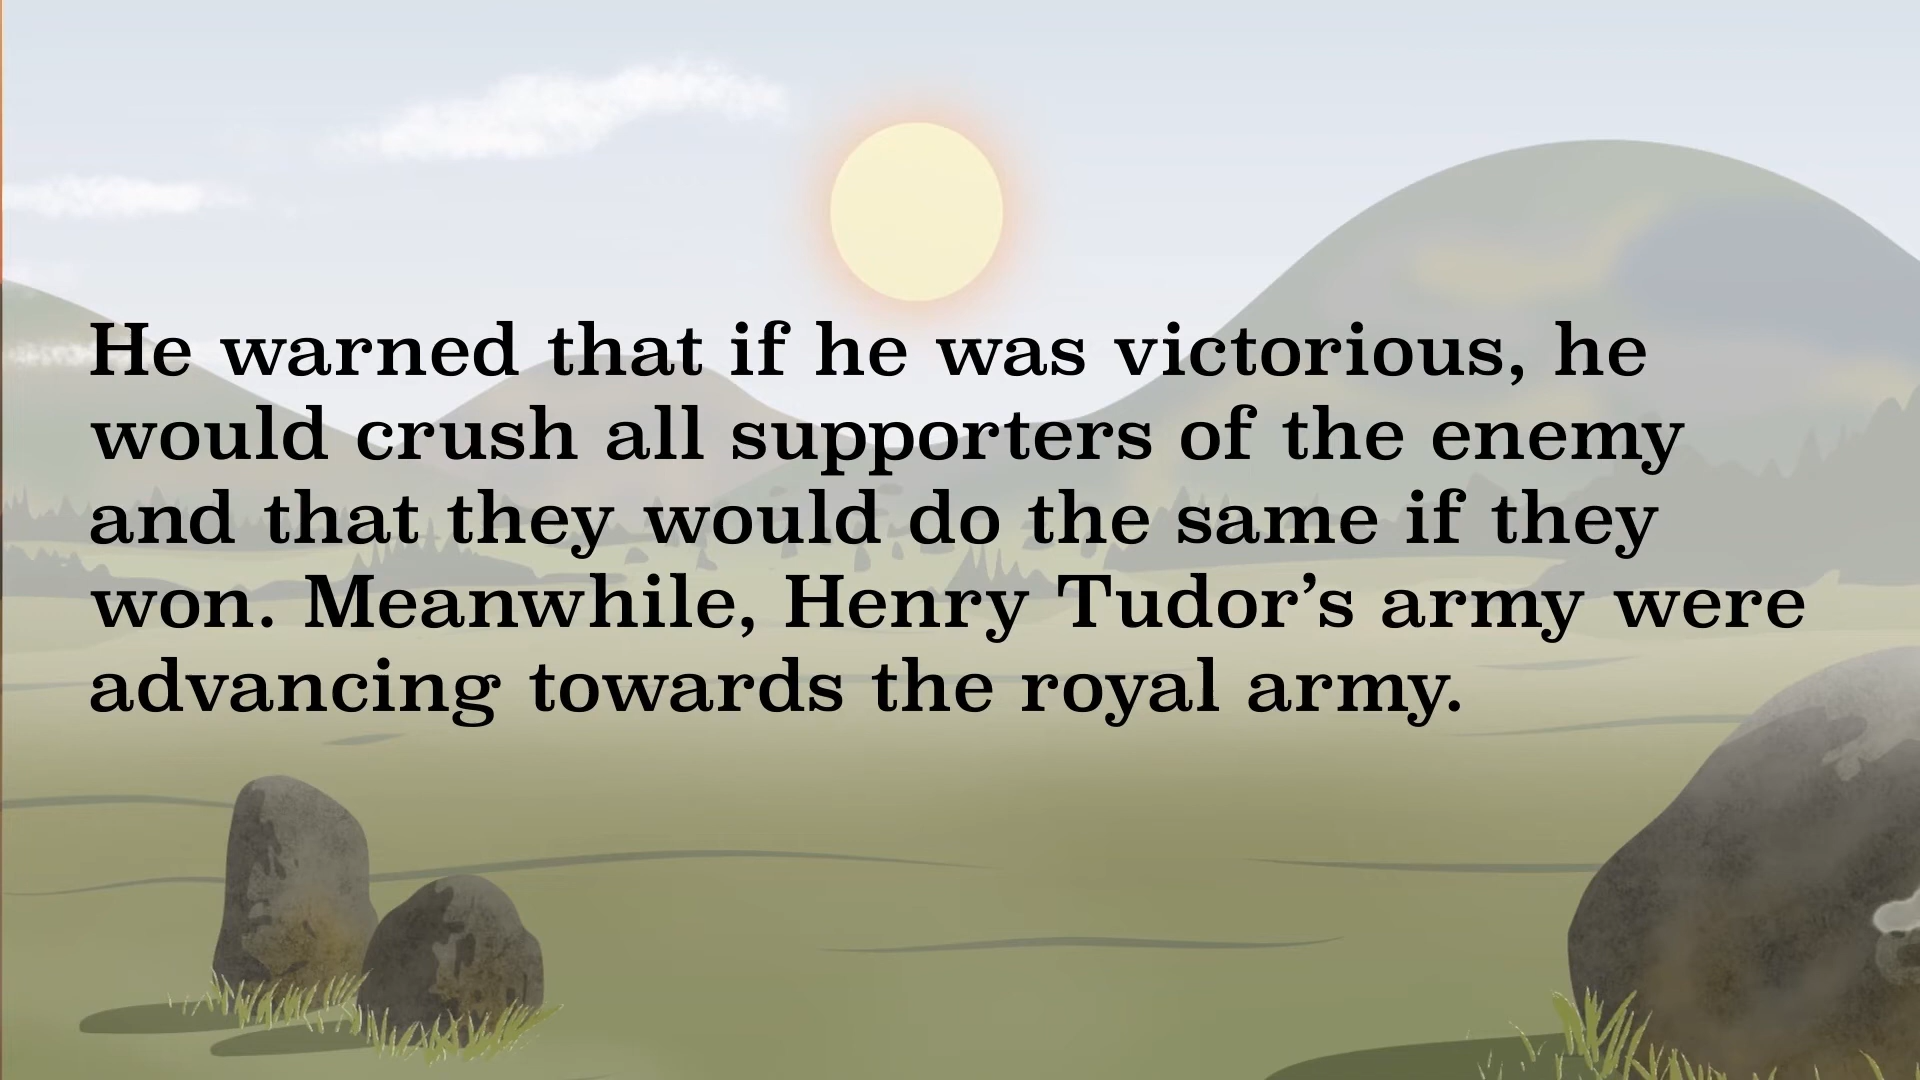 He warned that if he was victorious, he
would crush all supporters of the enemy
and that they would do the same if they
won. Meanwhile, Henry Tudor’s army were
advancing towards the royal army.